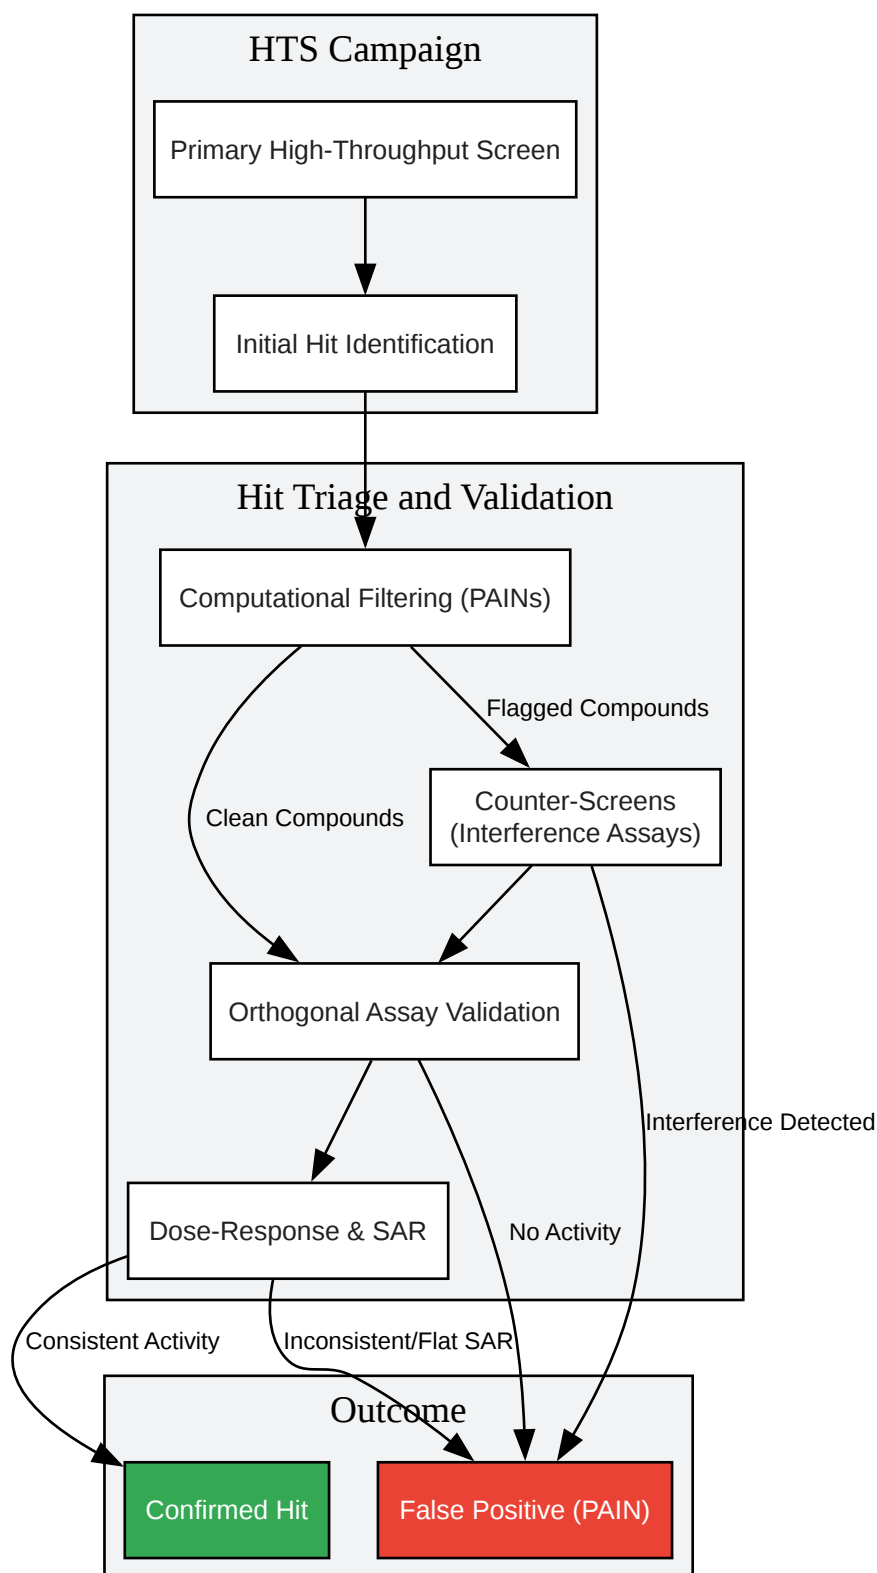 HTS Campaign
Primary High-Throughput Screen
Initial Hit Identification
Hit Triage and Validation
Computational Filtering (PAINs)
Flagged Compounds
Counter-Screens
(Interference Assays)
Clean Compounds
Orthogonal Assay Validation
Interference Detected
Dose-Response & SAR
No Activity
Consistent Activity
Inconsistent/Flat SAR
Outcome
Confirmed Hit
False Positive (PAIN)